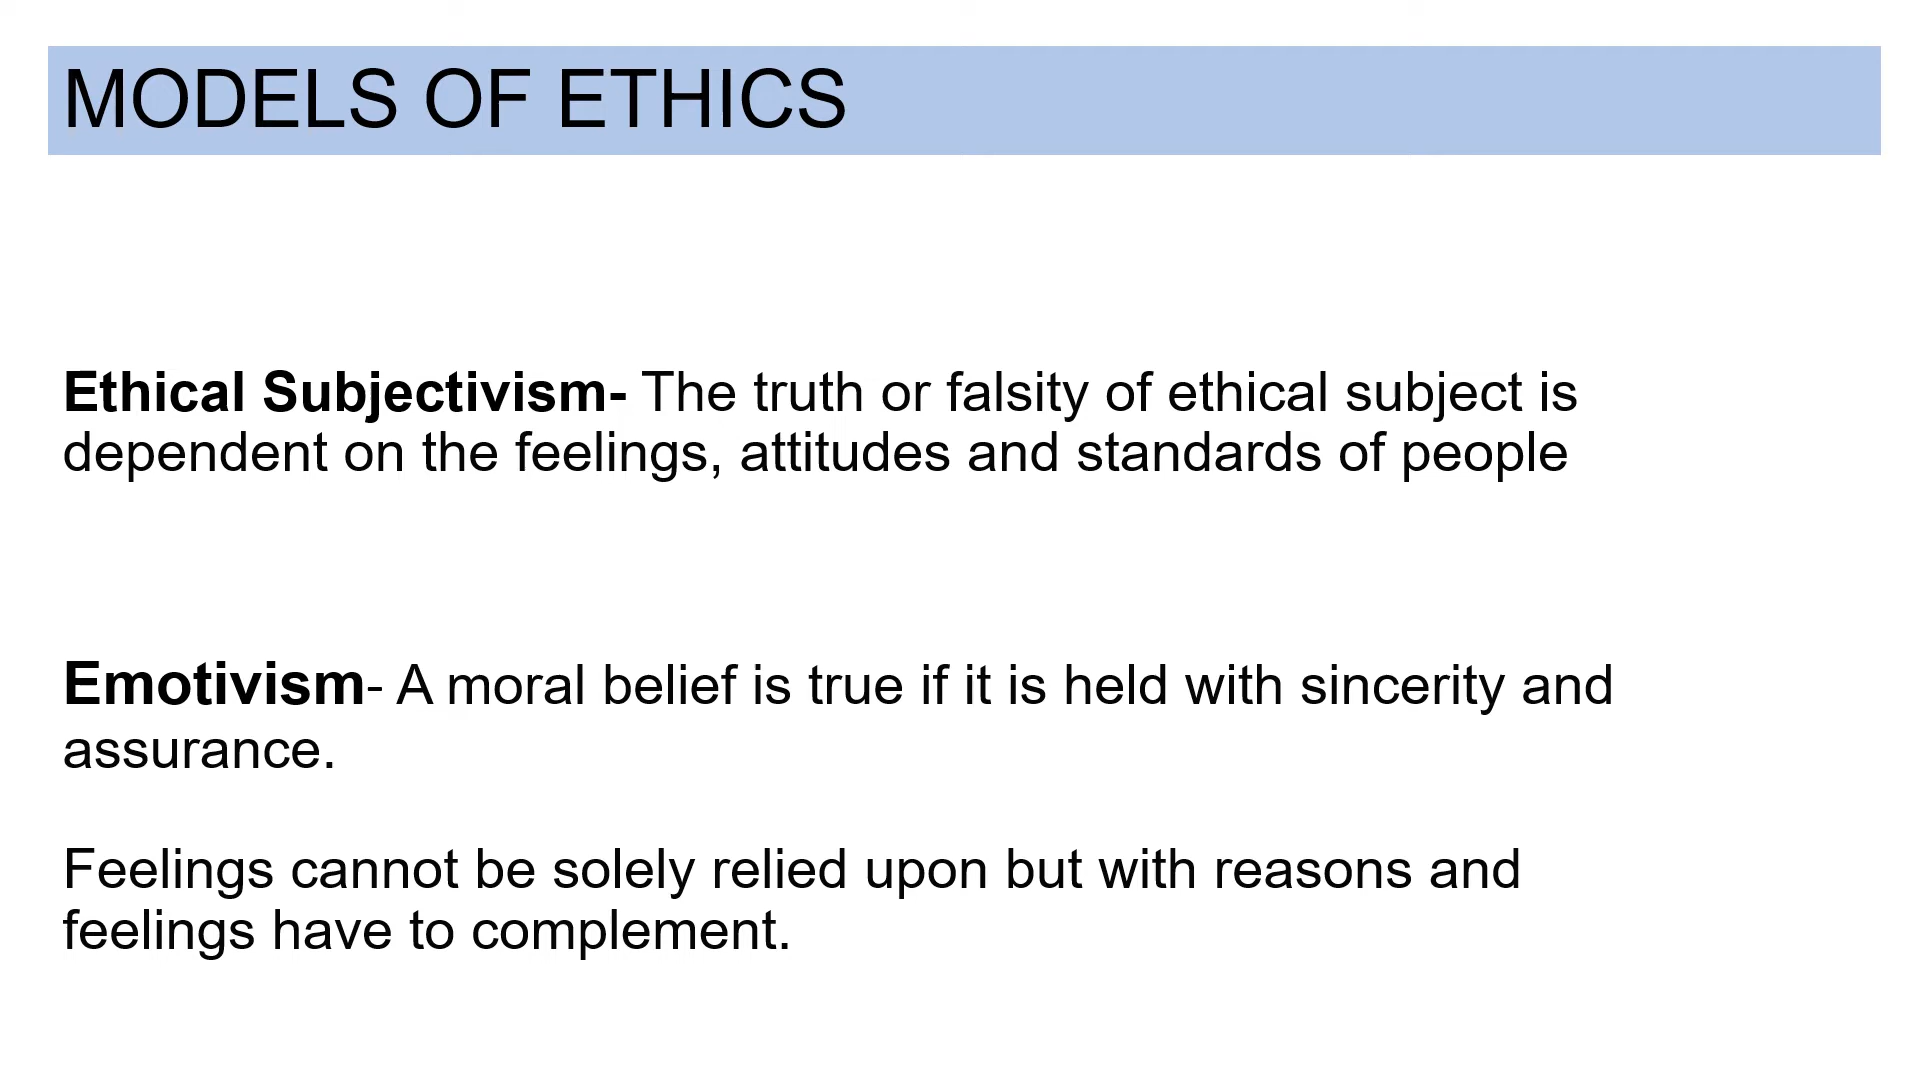 MODELS OF ETHICS
Ethical Subjectivism- The truth or falsity of ethical subject is
dependent on the feelings, attitudes and standards of people
Emotivism- A moral belief is true if it is held with sincerity and
assurance.
Feelings cannot be solely relied upon but with reasons and
feelings have to complement.